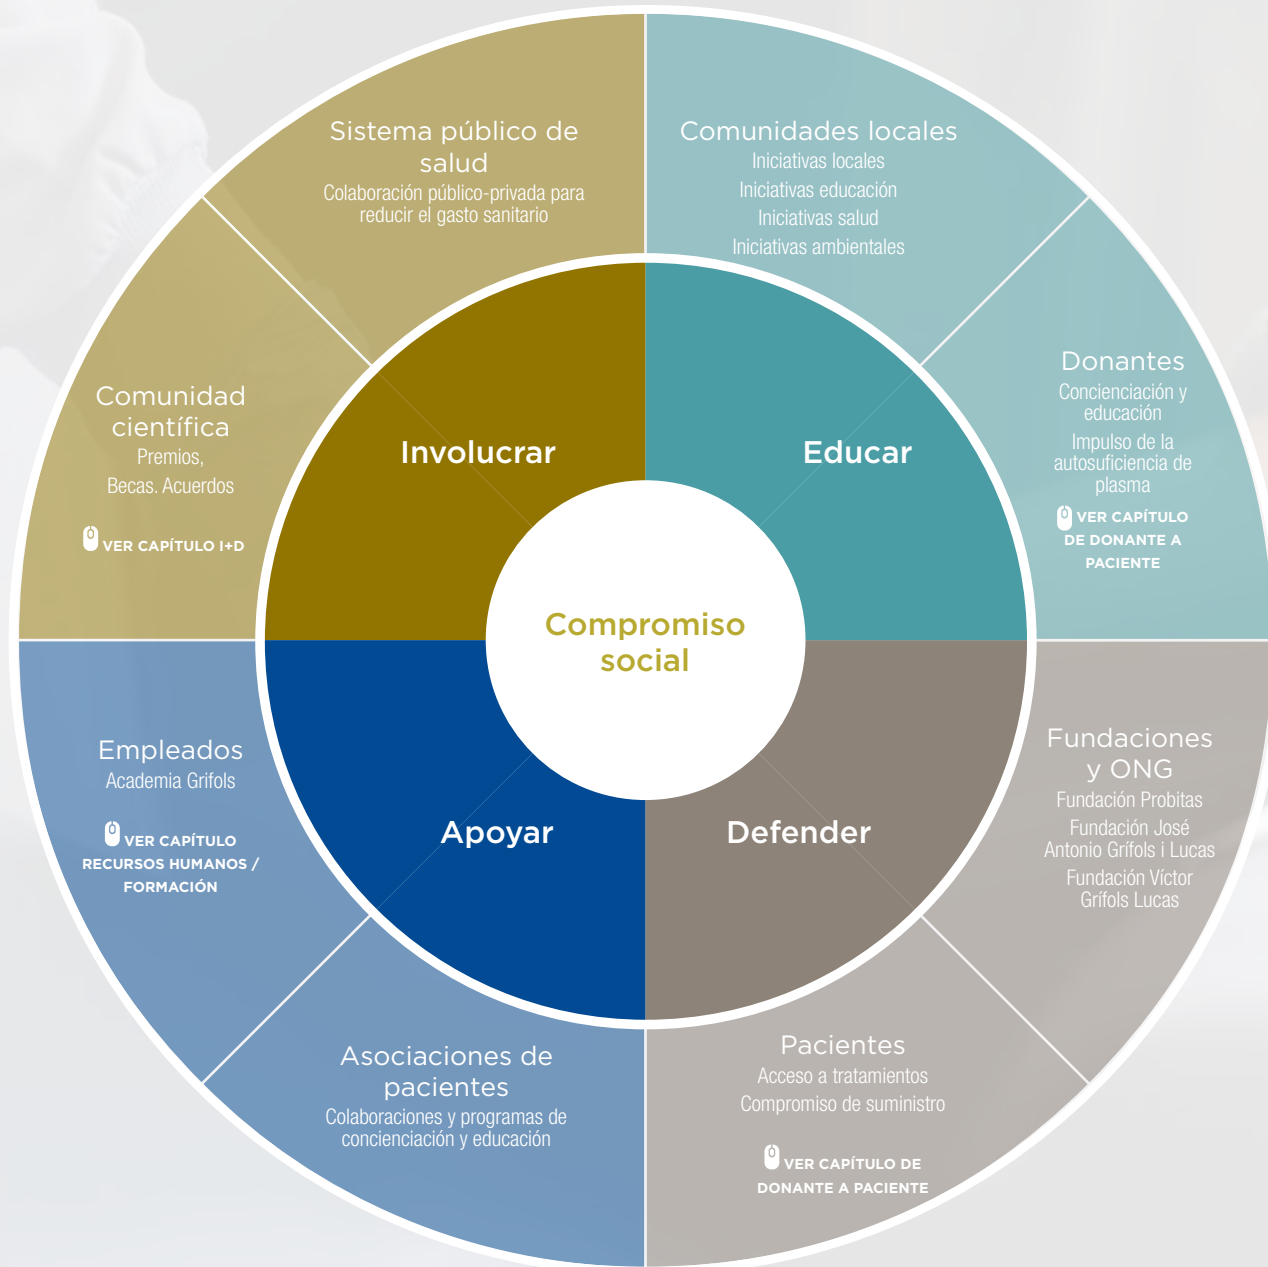 Sistema público de
salud
Colaboración público-privada para
reducir el gasto sanitario
Comunidades locales
Iniciativas locales
Iniciativas educación
Iniciativas salud
Iniciativas ambientales
Donantes
Concienciación y
educación
Impulso de la
autosuficiencia de
plasma
VER CAPÍTULO
DE DONANTE A
PACIENTE
Comunidad
científica
Premios,
Becas. Acuerdos
VER CAPÍTULO I+D
Involucrar
Educar
Compromiso
social
Apoyar
Defender
Empleados
Academia Grifols
VER CAPÍTULO
RECURSOS HUMANOS /
FORMACIÓN
Fundaciones
y ONG
Fundación Probitas
Fundación José
Antonio Grífols i Lucas
Fundación Víctor
Grífols Lucas
Asociaciones de
pacientes
Colaboraciones y programas de
concienciación y educación
Pacientes
Acceso a tratamientos
Compromiso de suministro
VER CAPÍTULO DE
DONANTE A PACIENTE